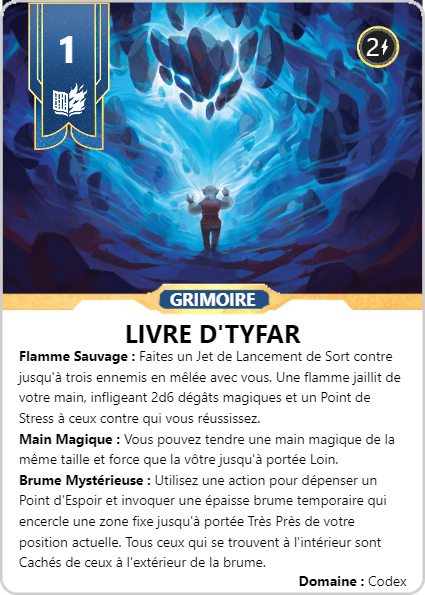 1
2
GRIMOIRE
LIVRE D'TYFAR
Flamme Sauvage : Faites un Jet de Lancement de Sort contre
jusqu'à trois ennemis en mêlée avec vous. Une flamme jaillit de
votre main, infligeant 2d6 dégâts magiques et un Point de
Stress à ceux contre qui vous réussissez.
Main Magique : Vous pouvez tendre une main magique de la
même taille et force que la vôtre jusqu'à portée Loin.
Brume Mystérieuse : Utilisez une action pour dépenser un
Point d'Espoir et invoquer une épaisse brume temporaire qui
encercle une zone fixe jusqu'à portée Très Près de votre
position actuelle. Tous ceux qui se trouvent à l'intérieur sont
Cachés de ceux à l'extérieur de la brume.
Domaine : Codex